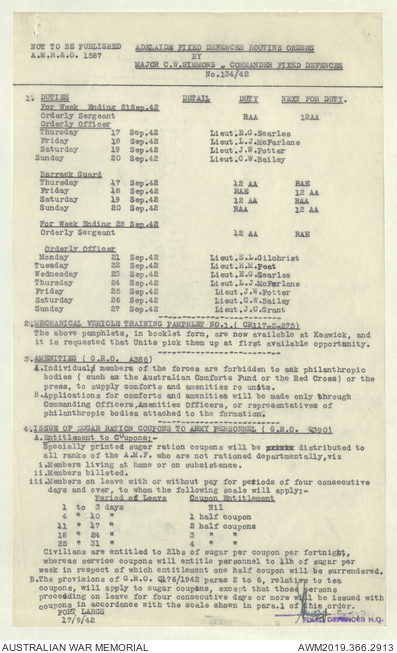 NOT TO BE PUBLISHED ADELAIDE FIXED DEFENCES ROUTINE ORDERS
A.M.R.&O. 1587 BY
MAJOR C.W.SIMMONS - COMMANDER FIXED DEFENCES
No.134/42
1. DUTIES DETAIL DUTY NEXT FOR DUTY.
For Week Ending 21Sep.42
Orderly Sergeant RAA 12AA
Orderly Officer
Thursday 17 Sep.42 Lieut.E.G.Searles
Friday 18 Sep.42 Lieut.L.J.McFarlane
Saturday 19 Sep.42 Lieut.J.W.Potter
Sunday 20 Sep.42 Lieut.C.W.Bailey
Barrack Guard
Thursday 17 Sep.42 12 AA RAE
Friday 18 Sep.42 RAE 12 AA
Saturday 19 Sep.42 12 AA RAA
Sunday 20 Sep.42 RAA 12 AA
For Week Ending 28 Sep.42
Orderly Sergeant 12 AA RAE
Orderly Officer
Monday 21 Sep.42 Lieut.S.L.Gilchrist
Tuesday 22 Sep.42 Lieut.H.M.Peat
Wednesday 23 Sep.42 Lieut.E.G.Searles
Thursday 24 Sep.42 Lieut.L.J.McFarlane
Friday 25 Sep.42 Lieut.J.W.Potter
Saturday 26 Sep.42 Lieut.C.W.Bailey
Sunday 27 Sep.42 Lieut.J.C.Grant
2.MECHANICAL VEHICLE TRAINING PAMPHLET NO.1.( CR117-2-275)
The above pamphlets, in booklet form, are now available at Keswick, and
it is requested that Units pick them up at first available opportunity.
3.AMENITIES ( G.R.O. A386)
A.Individual members of the forces are forbidden to ask philanthropic
bodies ( such as the Australian Comforts Fund or the Red Cross) or the
press, to supply comforts and amenities re units.
B.Applications for comforts and amenities will be made only through
Commanding Officers,Amenities Officers, or representatives of
philanthropic bodies attached to the formation.
4.ISSUE OF SUGAR RATION COUPONS TO ARMY PERSONNEL ( G.R.O. Q390)
A.Entitlement to Coupons:-
Specially printed sugar ration coupons will be distributed to
all ranks of the A.M.F. who are not rationed departmentally,viz
i.Members living at home or on subsistence.
ii.Members billeted.
iii.Members on leave with or without pay for periods of four consecutive
days and over, to whom the following scale will apply:-
Period of Leave Coupon Entitlement
1 to 3 days Nil
4 " 10 " 1 half coupon
11 " 17 " 2 half coupons
18 " 24 " 3 " "
25 " 31 " 4 " "
Civilians are entitled to 2lbs of sugar per coupon per fortnight,
whereas service coupons will entitle personnel to 1lb of sugar per
week in respect of which entitlement one half coupon will be surrendered.
B.The provisions of G.R.O. Q176/1942 paras 2 to 6, relating to tea
coupons, will apply to sugar coupons, except that those persons
proceeding on leave for four consecutive days or more will be issued with
coupons in accordance with the scale shown in para.1 of this order.
FORT LARGS
17/9/42 FIXED DEFENCES H.Q.
AUSTRALIAN WAR MEMORIAL AWM2019.366.2913